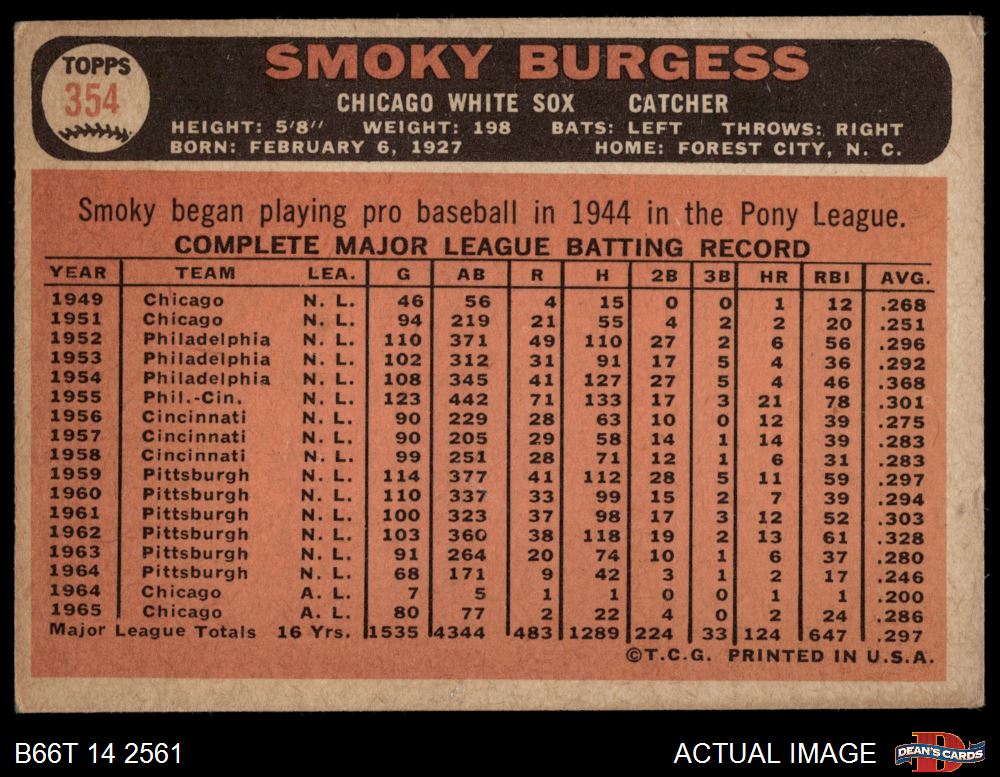 TOPPS
354
SMOKY BURGESS
CHICAGO WHITE SOX CATCHER
HEIGHT: 5'8" WEIGHT: 198 BATS: LEFT THROWS: RIGHT
BORN: FEBRUARY 6, 1927 HOME: FOREST CITY, N. C.
Smoky began playing pro baseball in 1944 in the Pony League.
COMPLETE MAJOR LEAGUE BATTING RECORD
YEAR TEAM LEA. G AB R H 2B 3B HR RBI AVG.
1949 Chicago N. L. 46 56 4 15 0 0 1 12 .268
1951 Chicago N. L. 94 219 21 55 4 2 2 20 .251
1952 Philadelphia N. L. 110 371 49 110 27 2 6 56 .296
1953 Philadelphia N. L. 102 312 31 91 17 5 4 36 .292
1954 Philadelphia N. L. 108 345 41 127 27 5 4 46 .368
1955 Phil.-Cin. N. L. 123 442 71 133 17 3 21 78 .301
1956 Cincinnati N. L. 90 229 28 63 10 0 12 39 .275
1957 Cincinnati N. L. 90 205 29 58 14 1 14 39 .283
1958 Cincinnati N. L. 99 251 28 71 12 1 6 31 .283
1959 Pittsburgh N. L. 114 377 41 112 28 5 11 59 .297
1960 Pittsburgh N. L. 110 337 33 99 15 2 7 39 .294
1961 Pittsburgh N. L. 100 323 37 98 17 3 12 52 .303
1962 Pittsburgh N. L. 103 360 38 118 19 2 13 61 .328
1963 Pittsburgh N. L. 91 264 20 74 10 1 6 37 .280
1964 Pittsburgh N. L. 68 171 9 42 3 1 2 17 .246
1964 Chicago A. L. 7 5 1 1 0 0 1 1 .200
1965 Chicago A. L. 80 77 2 22 4 0 2 24 .286
Major League Totals 16 Yrs. 1535 4344 483 1289 224 33 124 647 .297
©T.C.G. PRINTED IN U.S.A.
B66T 14 2561 ACTUAL IMAGE DEAN'S CARDS